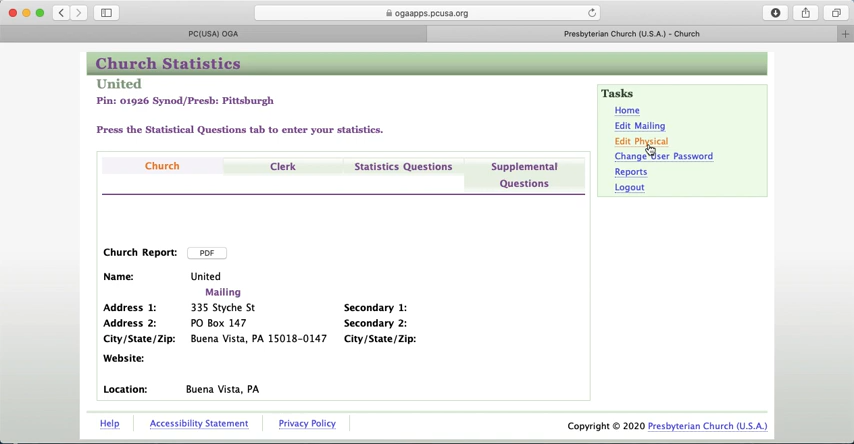 ogaapps.pcusa.org
PC(USA) OGA
Presbyterian Church (U.S.A.) - Church
Church Statistics
United
Pin: 01926 Synod/Presb: Pittsburgh
Press the Statistical Questions tab to enter your statistics.
Tasks
Home
Edit Mailing
Edit Physical
Change User Password
Reports
Logout
Church
Clerk
Statistics Questions
Supplemental
Questions
Church Report: PDF
Name: United
Mailing
Address 1: 335 Styche St Secondary 1:
Address 2: PO Box 147 Secondary 2:
City/State/Zip: Buena Vista, PA 15018-0147 City/State/Zip:
Website:
Location: Buena Vista, PA
Help
Accessibility Statement
Privacy Policy
Copyright © 2020 Presbyterian Church (U.S.A.)